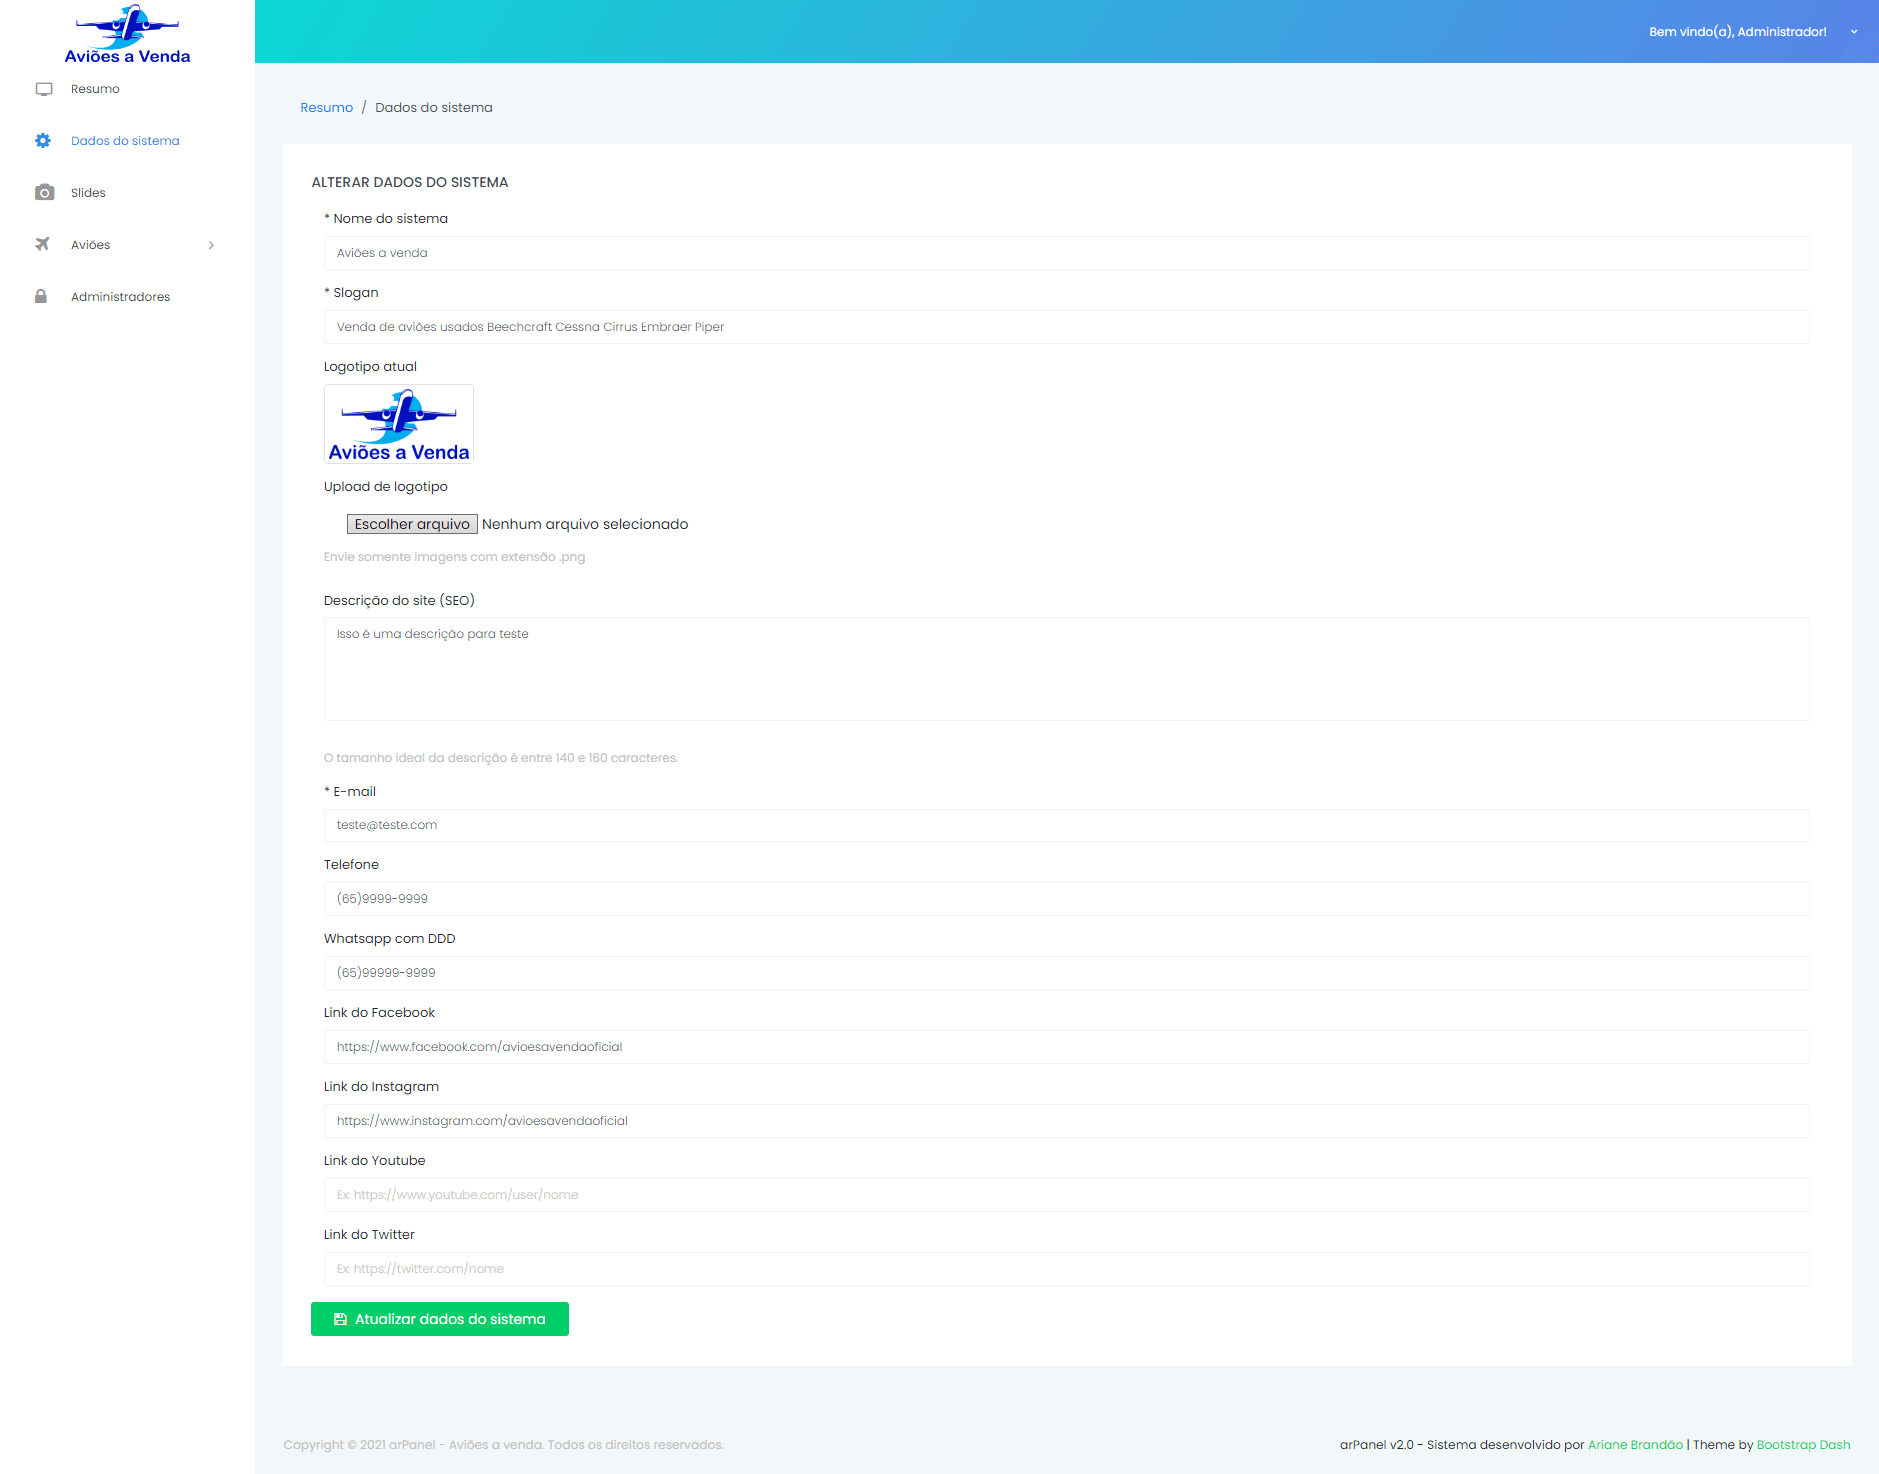 Aviões a Venda
Bem vindo(a), Administrador!
Resumo
Dados do sistema
Slides
Aviões
Administradores
Resumo / Dados do sistema
ALTERAR DADOS DO SISTEMA
* Nome do sistema
Aviões a venda
* Slogan
Venda de aviões usados Beechcraft Cessna Cirrus Embraer Piper
Logotipo atual
Aviões a Venda
Upload de logotipo
Escolher arquivo Nenhum arquivo selecionado
Envie somente imagens com extensão .png
Descrição do site (SEO)
Isso é uma descrição para teste
O tamanho ideal da descrição é entre 140 e 160 caracteres.
* E-mail
teste@teste.com
Telefone
(65)9999-9999
Whatsapp com DDD
(65)99999-9999
Link do Facebook
https://www.facebook.com/avioesavendaoficial
Link do Instagram
https://www.instagram.com/avioesavendaoficial
Link do Youtube
Ex: https://www.youtube.com/user/nome
Link do Twitter
Ex: https://twitter.com/nome
Atualizar dados do sistema
Copyright © 2021 arPanel - Aviões a venda. Todos os direitos reservados.
arPanel v2.0 - Sistema desenvolvido por Ariane Brandão | Theme by Bootstrap Dash